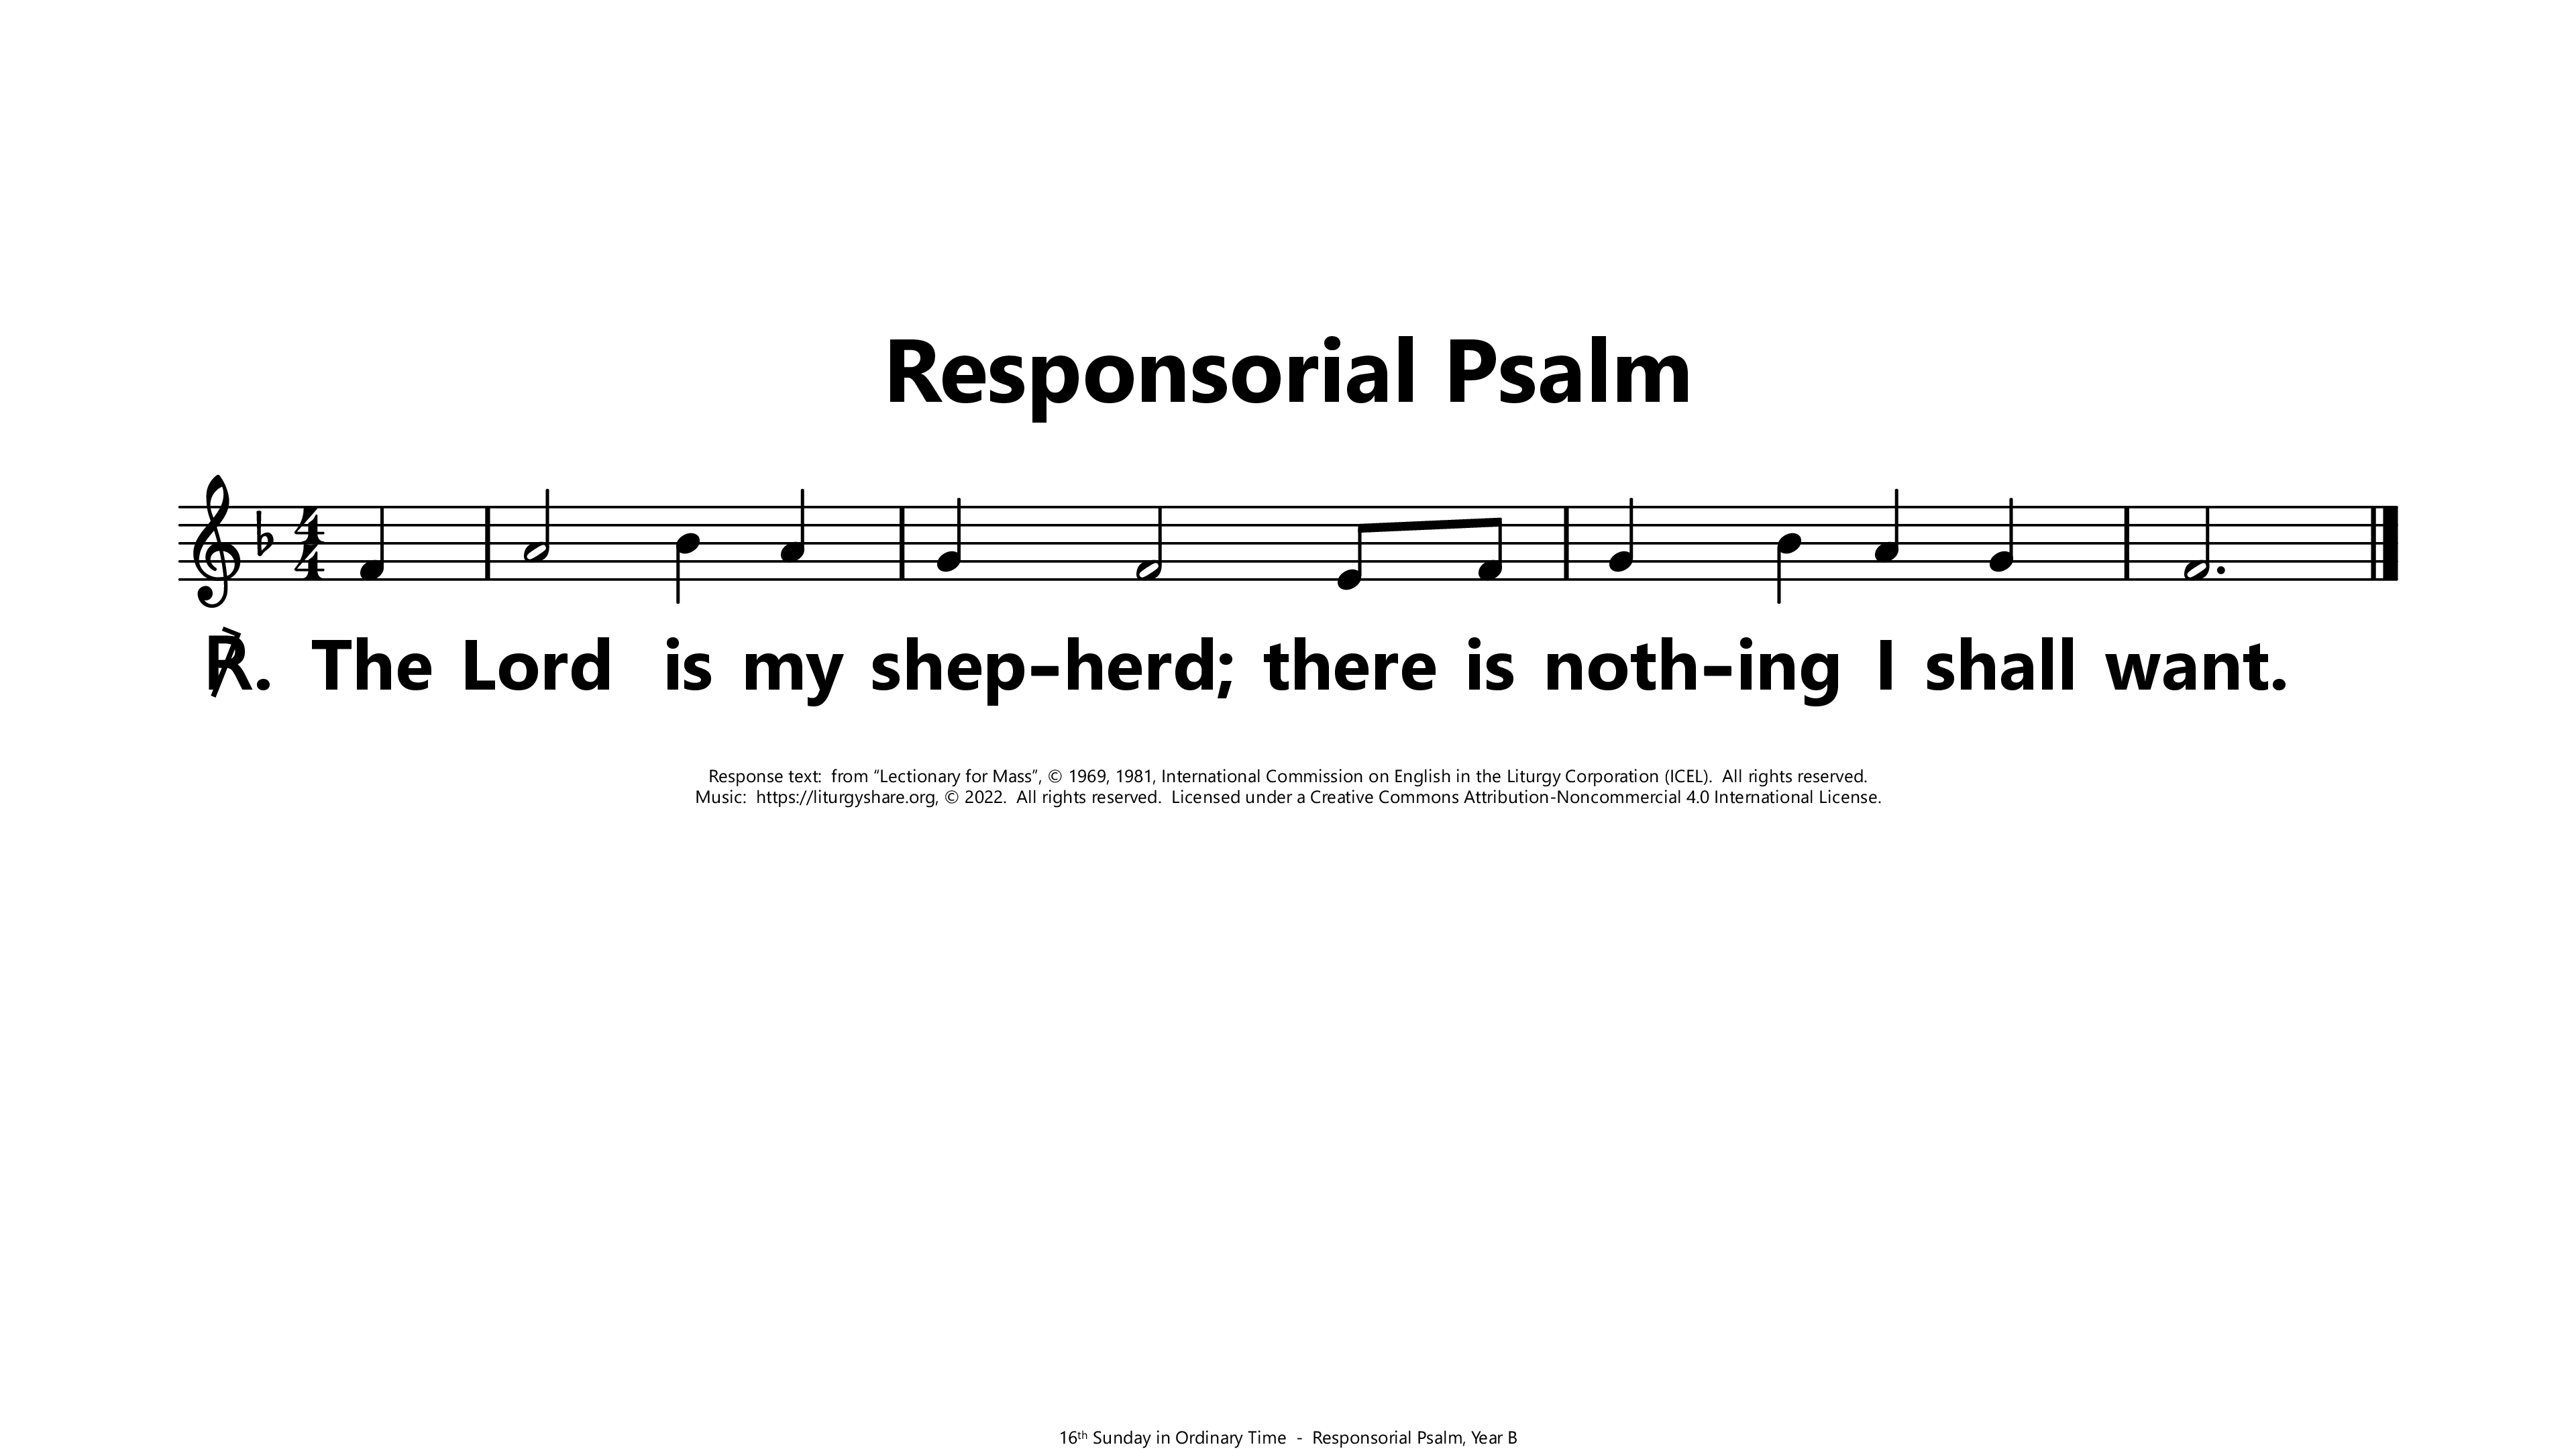 Responsorial Psalm
4
4
℟. The Lord is my shep-herd; there is noth-ing I shall want.
Response text:  from “Lectionary for Mass”, © 1969, 1981, International Commission on English in the Liturgy Corporation (ICEL).  All rights reserved.
Music:  https://liturgyshare.org, © 2022.  All rights reserved.  Licensed under a Creative Commons Attribution-Noncommercial 4.0 International License.
16th Sunday in Ordinary Time  -  Responsorial Psalm, Year B